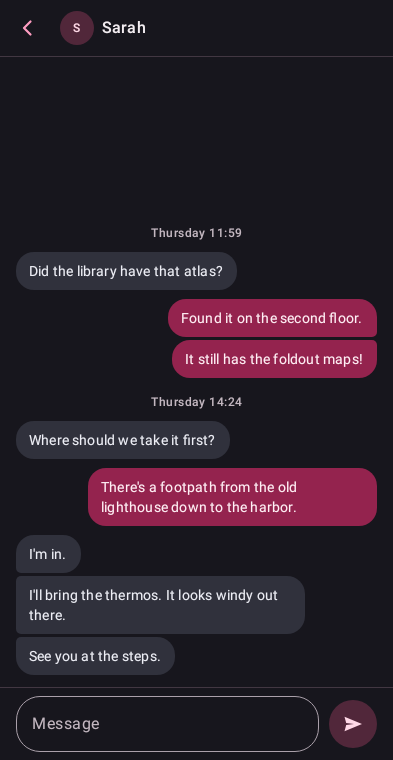 S
Sarah
Thursday 11:59
Did the library have that atlas?
Found it on the second floor.
It still has the foldout maps!
Thursday 14:24
Where should we take it first?
There's a footpath from the old
lighthouse down to the harbor.
I'm in.
I'll bring the thermos. It looks windy out
there.
See you at the steps.
Message